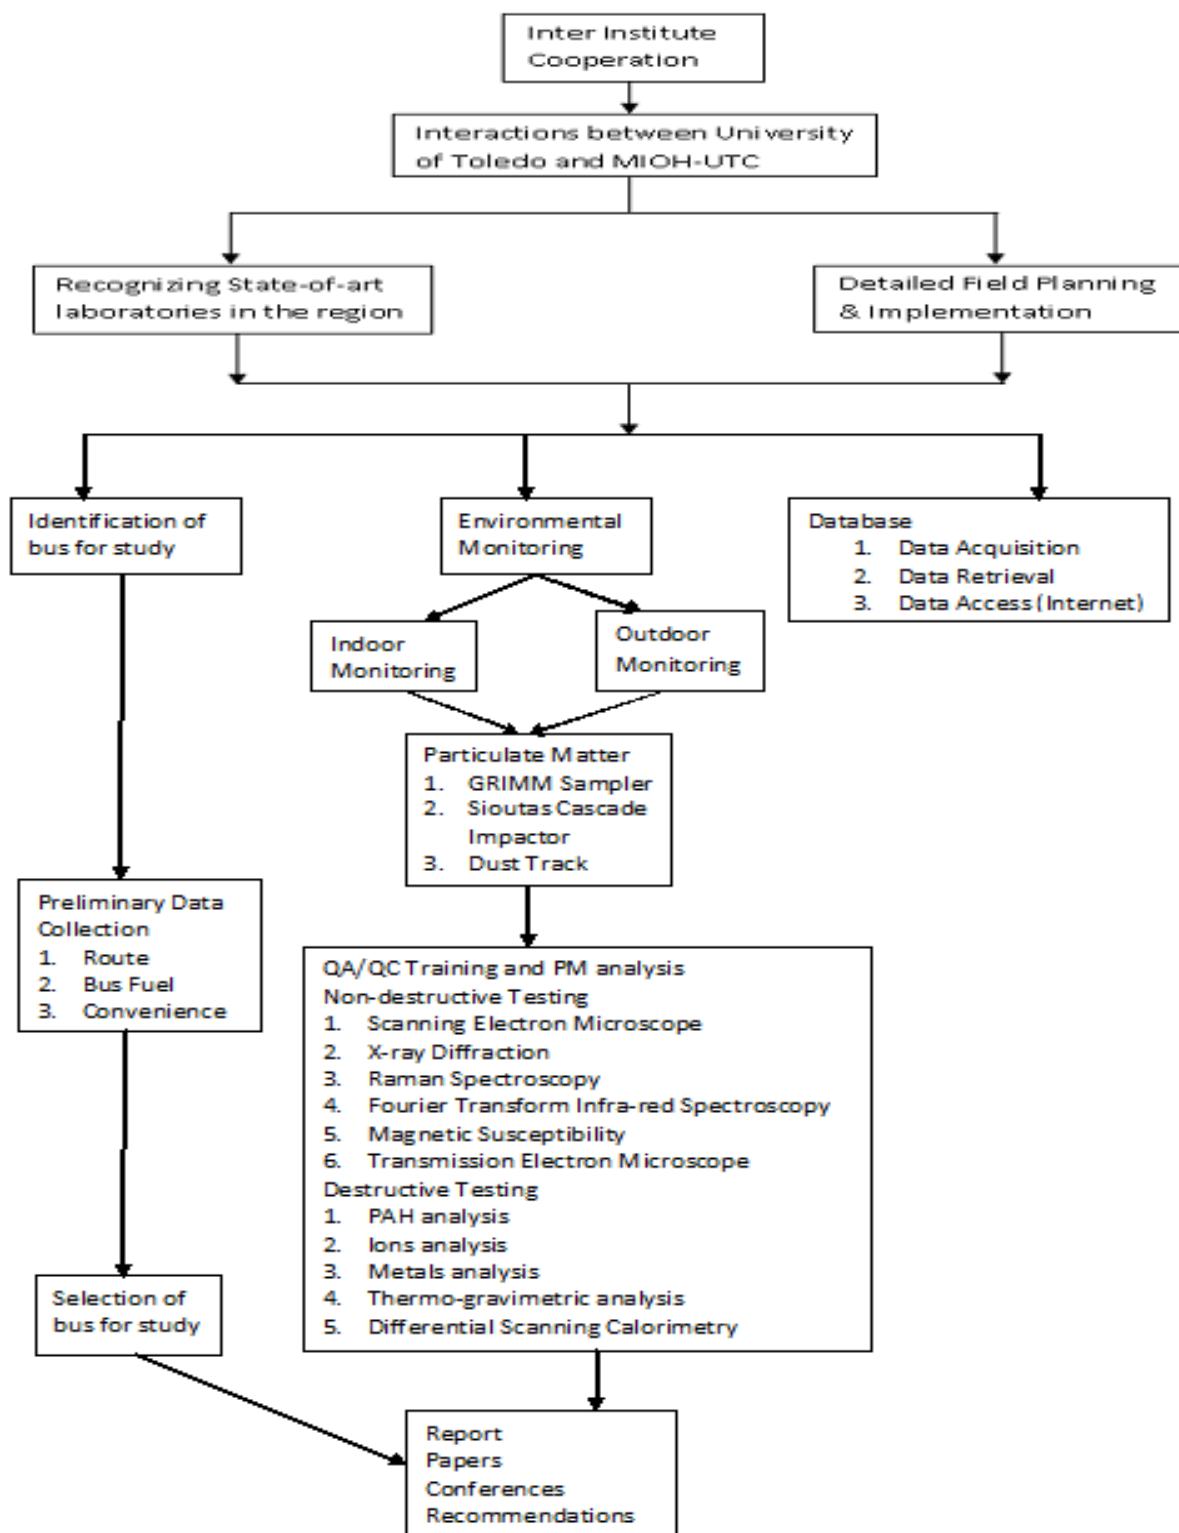 Inter Institute
Cooperation
Interactions between University
of Toledo and MIOH-UTC
Recognizing State-of-art
laboratories in the region
Detailed Field Planning
& Implementation
Identification of
bus for study
Environmental
Monitoring
Database
1. Data Acquisition
2. Data Retrieval
3. Data Access (Internet)
Indoor
Monitoring
Outdoor
Monitoring
Particulate Matter
1. GRIMM Sampler
2. Sioutas Cascade
Impactor
3. Dust Track
Preliminary Data
Collection
1. Route
2. Bus Fuel
3. Convenience
QA/QC Training and PM analysis
Non-destructive Testing
1. Scanning Electron Microscope
2. X-ray Diffraction
3. Raman Spectroscopy
4. Fourier Transform Infra-red Spectroscopy
5. Magnetic Susceptibility
6. Transmission Electron Microscope
Destructive Testing
1. PAH analysis
2. Ions analysis
3. Metals analysis
4. Thermo-gravimetric analysis
5. Differential Scanning Calorimetry
Selection of
bus for study
Report
Papers
Conferences
Recommendations